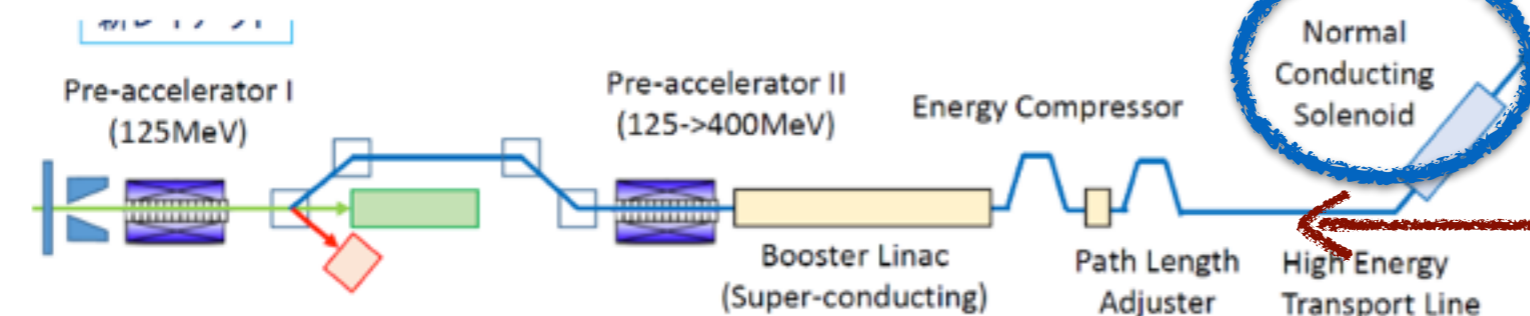 Pre-accelerator I
(125MeV)
Pre-accelerator II
(125->400MeV)
Energy Compressor
Normal
Conducting
Solenoid
Booster Linac
(Super-conducting)
Path Length
Adjuster
High Energy
Transport Line